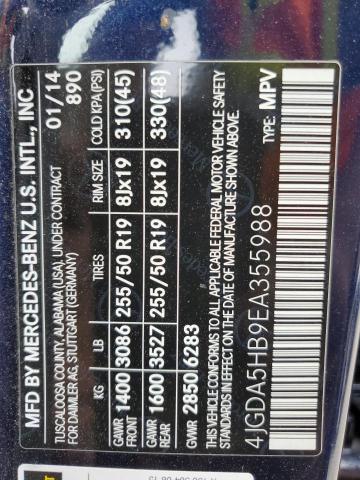 MFD BY MERCEDES-BENZ U.S. INTL., INC
TUSCALOOSA COUNTY, ALABAMA (USA), UNDER CONTRACT
FOR DAIMLER AG, STUTTGART (GERMANY)
01/14
890
KG LB TIRES RIM SIZE COLD KPA(PSI)
GAWR FRONT 1400 3086 255/50 R19 8Jx19 310(45)
GAWR REAR 1600 3527 255/50 R19 8Jx19 330(48)
GVWR 2850 6283
THIS VEHICLE CONFORMS TO ALL APPLICABLE FEDERAL MOTOR VEHICLE SAFETY
STANDARDS IN EFFECT ON THE DATE OF MANUFACTURE SHOWN ABOVE.
4JGDA5HB9EA355988 TYPE: MPV